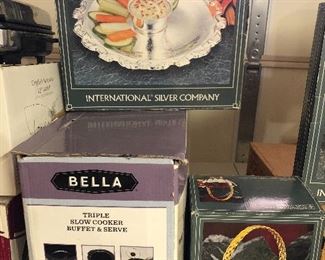 INTERNATIONAL SILVER COMPANY
BELLA
TRIPLE
SLOW COOKER
BUFFET & SERVE